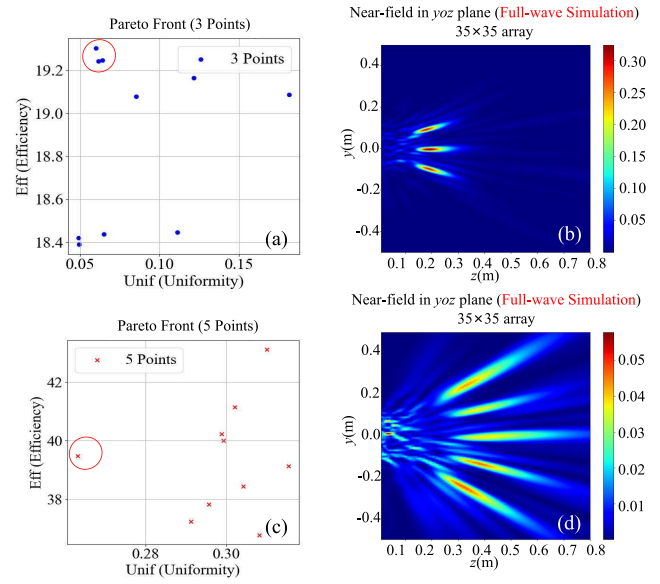 Pareto Front (3 Points)
3 Points
19.2
19.0
18.8
18.6
18.4
Eff (Efficiency)
(a)
0.05
0.10
0.15
Unif (Uniformity)
Near-field in yoz plane (Full-wave Simulation)
35×35 array
0.4
0.2
0.0
-0.2
-0.4
y(m)
(b)
0.1
0.2
0.3
0.4
0.5
0.6
0.7
0.8
z(m)
0.30
0.25
0.20
0.15
0.10
0.05
Pareto Front (5 Points)
5 Points
42
40
38
Eff (Efficiency)
(c)
0.28
0.30
Unif (Uniformity)
Near-field in yoz plane (Full-wave Simulation)
35×35 array
0.4
0.2
0.0
-0.2
-0.4
y(m)
(d)
0.1
0.2
0.3
0.4
0.5
0.6
0.7
0.8
z(m)
0.05
0.04
0.03
0.02
0.01